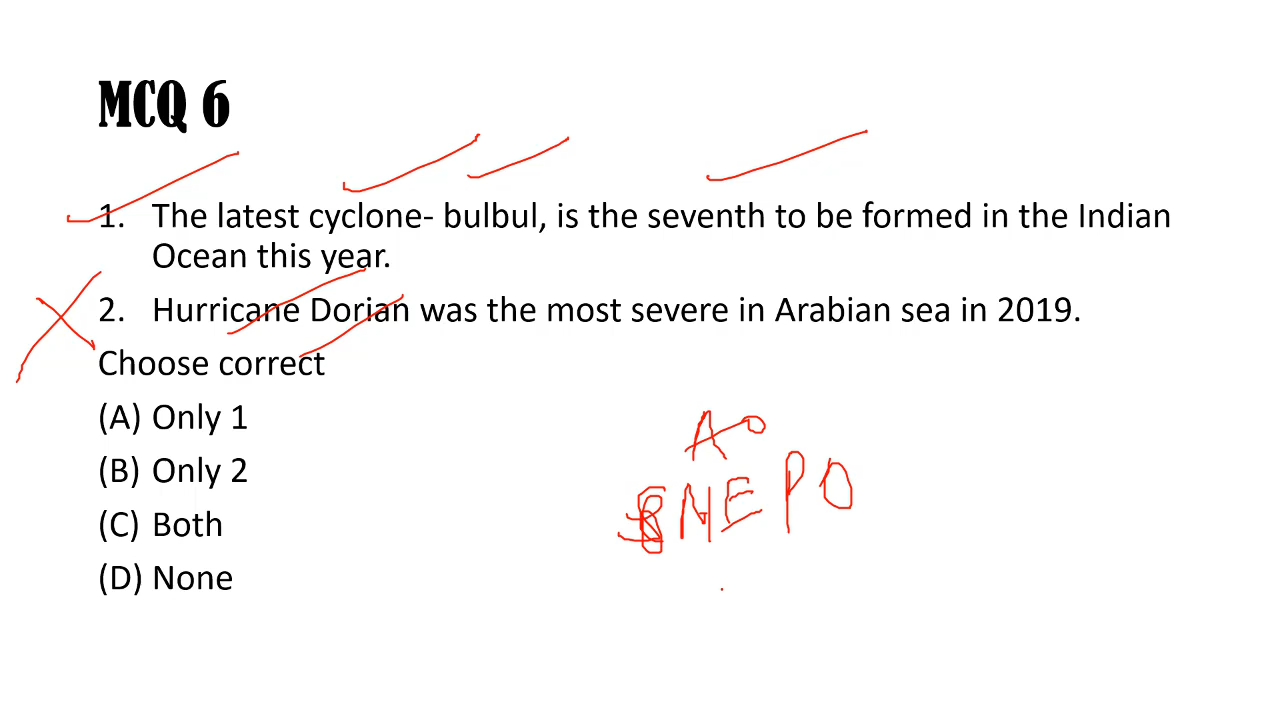 MCQ 6
1. The latest cyclone- bulbul, is the seventh to be formed in the Indian
Ocean this year.
2. Hurricane Dorian was the most severe in Arabian sea in 2019.
Choose correct
(A) Only 1
(B) Only 2
AO
(C) Both
NEPO
(D) None